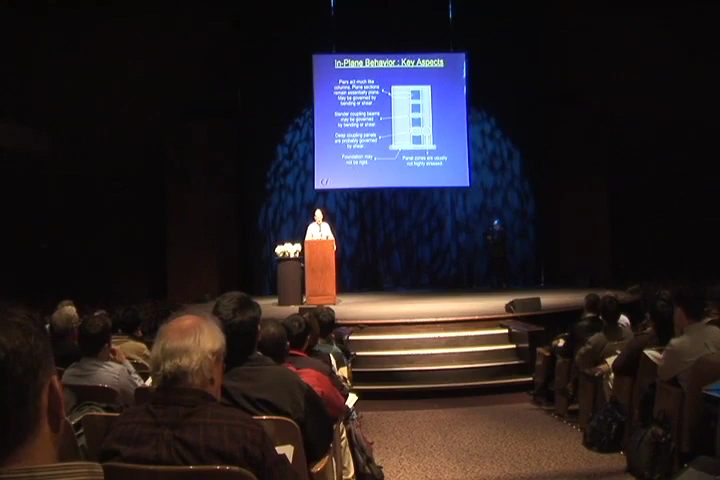 In-Plane Behavior : Key Aspects
Piers act much like
columns. Plane sections
remain essentially plane.
May be governed by
bending or shear.
Slender coupling beams
may be governed
by bending or shear.
Deep coupling panels
are probably governed
by shear.
Foundation may
not be rigid.
Panel zones are usually
not highly stressed.